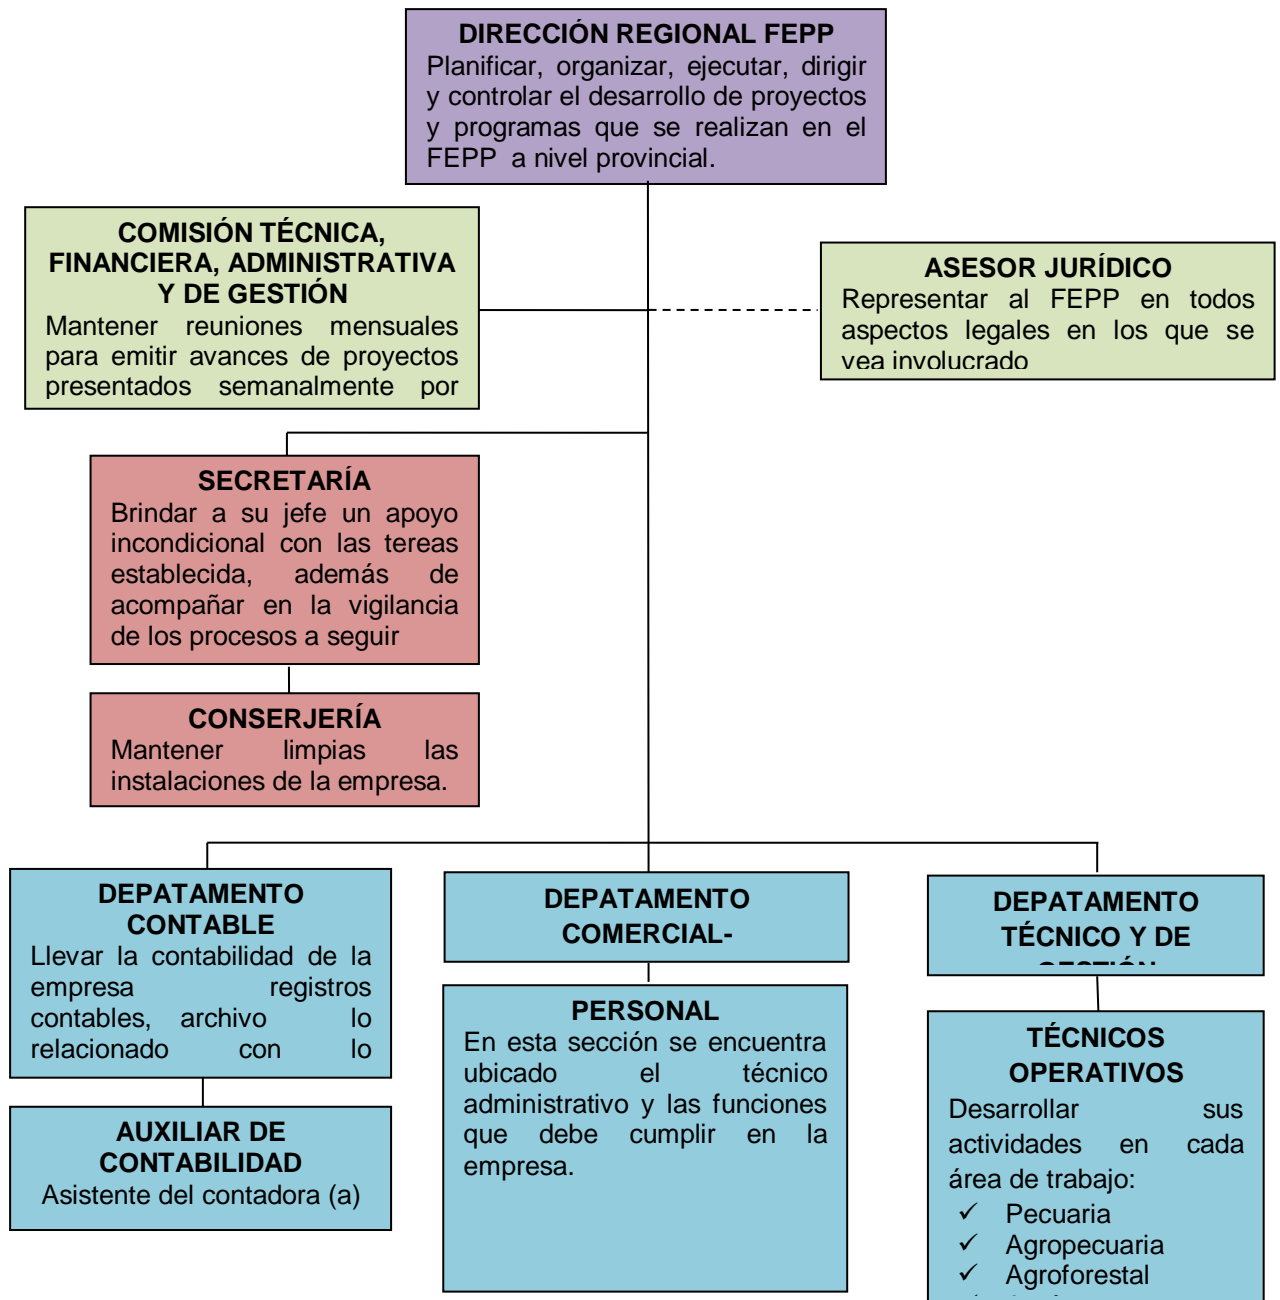 DIRECCIÓN REGIONAL FEPP
Planificar, organizar, ejecutar, dirigir
y controlar el desarrollo de proyectos
y programas que se realizan en el
FEPP a nivel provincial.
COMISIÓN TÉCNICA,
FINANCIERA, ADMINISTRATIVA
Y DE GESTIÓN
Mantener reuniones mensuales
para emitir avances de proyectos
presentados semanalmente por
ASESOR JURÍDICO
Representar al FEPP en todos
aspectos legales en los que se
vea involucrado
SECRETARÍA
Brindar a su jefe un apoyo
incondicional con las tereas
establecida, además de
acompañar en la vigilancia
de los procesos a seguir
CONSERJERÍA
Mantener limpias las
instalaciones de la empresa.
DEPATAMENTO
CONTABLE
Llevar la contabilidad de la
empresa registros
contables, archivo lo
relacionado con lo
AUXILIAR DE
CONTABILIDAD
Asistente del contadora (a)
DEPATAMENTO
COMERCIAL-
PERSONAL
En esta sección se encuentra
ubicado el técnico
administrativo y las funciones
que debe cumplir en la
empresa.
DEPATAMENTO
TÉCNICO Y DE
GESTIÓN
TÉCNICOS
OPERATIVOS
Desarrollar sus
actividades en cada
área de trabajo:
✓ Pecuaria
✓ Agropecuaria
✓ Agroforestal